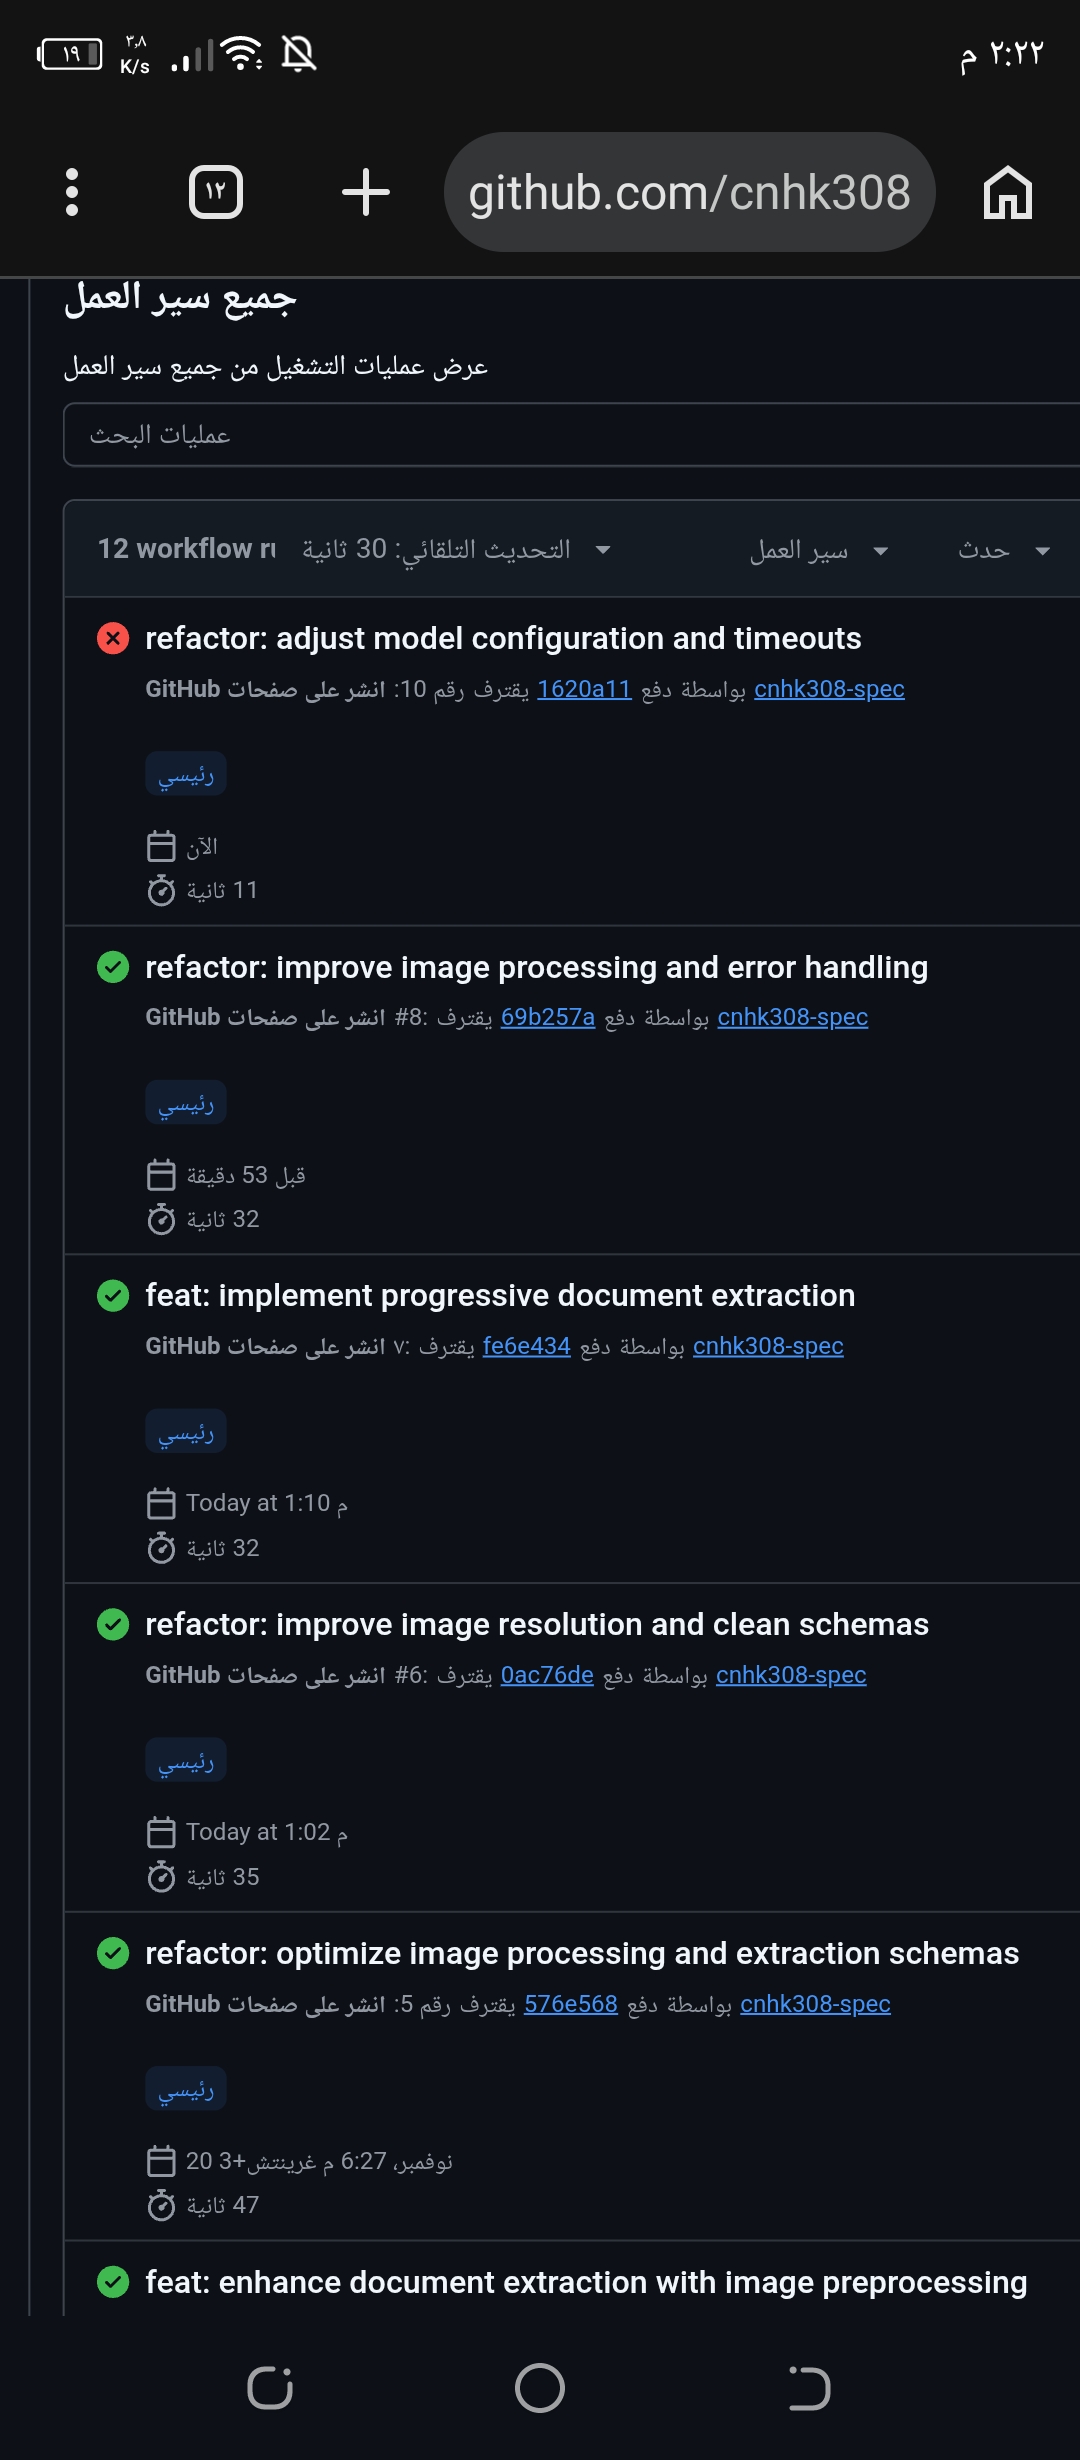 ١٩
٣٫٨
K/s
٢:٢٢ م
١٢
github.com/cnhk308
جميع سير العمل
عرض عمليات التشغيل من جميع سير العمل
عمليات البحث
12 workflow ru التحديث التلقائي: 30 ثانية سير العمل حدث
refactor: adjust model configuration and timeouts
GitHub انشر على صفحات :10 يقترف رقم 1620a11 بواسطة دفع cnhk308-spec
رئيسي
الآن
11 ثانية
refactor: improve image processing and error handling
GitHub انشر على صفحات #8: يقترف 69b257a بواسطة دفع cnhk308-spec
رئيسي
قبل 53 دقيقة
32 ثانية
feat: implement progressive document extraction
GitHub انشر على صفحات ٧: يقترف fe6e434 بواسطة دفع cnhk308-spec
رئيسي
Today at 1:10 م
32 ثانية
refactor: improve image resolution and clean schemas
GitHub انشر على صفحات #6: يقترف 0ac76de بواسطة دفع cnhk308-spec
رئيسي
Today at 1:02 م
35 ثانية
refactor: optimize image processing and extraction schemas
GitHub انشر على صفحات :5 يقترف رقم 576e568 بواسطة دفع cnhk308-spec
رئيسي
20 نوفمبر، 6:27 م غرينتش+3
47 ثانية
feat: enhance document extraction with image preprocessing